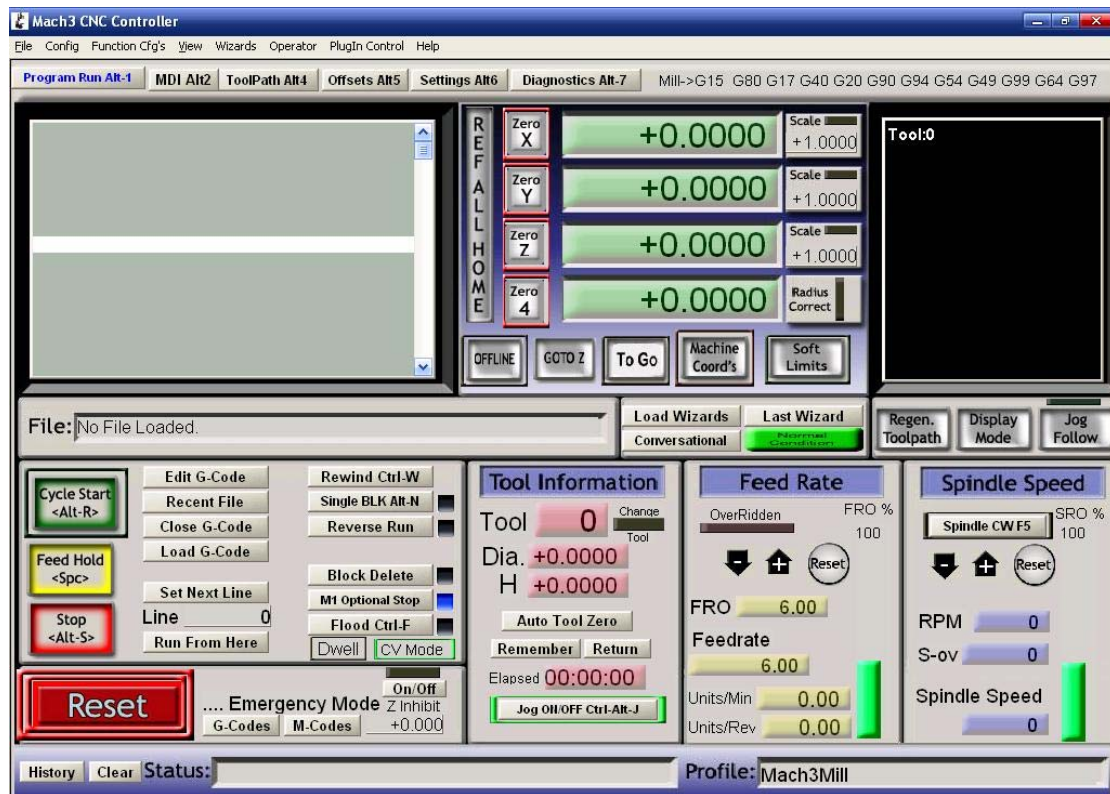 Mach3 CNC Controller
File Config Function Cfg's View Wizards Operator PlugIn Control Help
Program Run Alt-1 MDI Alt2 ToolPath Alt4 Offsets Alt5 Settings Alt6 Diagnostics Alt-7 Mill->G15 G80 G17 G40 G20 G90 G94 G54 G49 G99 G64 G97
REF ALL HOME
Zero X +0.0000 Scale +1.0000
Zero Y +0.0000 Scale +1.0000
Zero Z +0.0000 Scale +1.0000
Zero 4 +0.0000 Radius Correct
OFFLINE GOTO Z To Go Machine Coord's Soft Limits
Tool:0
File: No File Loaded.
Load Wizards Last Wizard
Conversational Normal Condition
Regen. Toolpath Display Mode Jog Follow
Cycle Start <Alt-R>
Feed Hold <Spc>
Stop <Alt-S>
Edit G-Code
Recent File
Close G-Code
Load G-Code
Set Next Line
Line 0
Run From Here
Rewind Ctrl-W
Single BLK Alt-N
Reverse Run
Block Delete
M1 Optional Stop
Flood Ctrl-F
Dwell CV Mode
Reset
.... Emergency Mode
G-Codes M-Codes
On/Off
Z Inhibit
+0.000
Tool Information
Tool 0 Change Tool
Dia. +0.0000
H +0.0000
Auto Tool Zero
Remember Return
Elapsed 00:00:00
Jog ON/OFF Ctrl-Alt-J
Feed Rate
OverRidden FRO % 100
Reset
FRO 6.00
Feedrate
6.00
Units/Min 0.00
Units/Rev 0.00
Spindle Speed
Spindle CW F5 SRO % 100
Reset
RPM 0
S-ov 0
Spindle Speed
0
History Clear Status: Profile: Mach3Mill